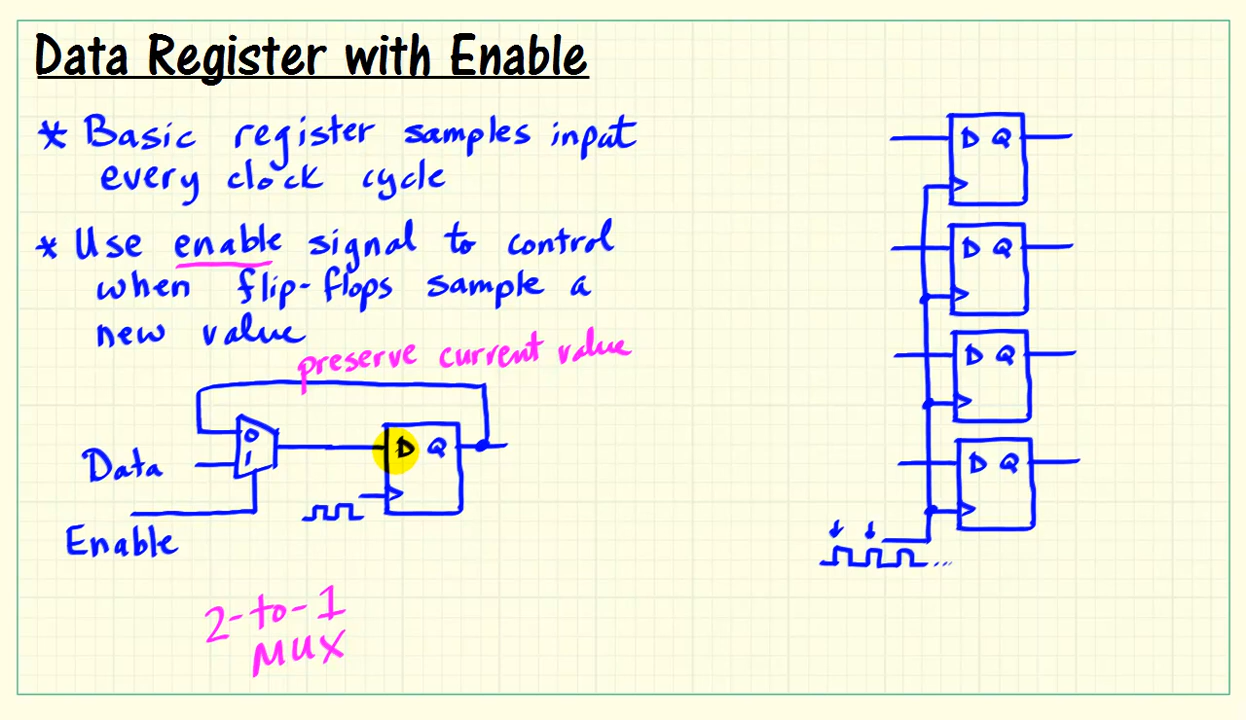 Data Register with Enable
* Basic register samples input
every clock cycle
* Use enable signal to control
when flip-flops sample a
new value
preserve current value
0
1
D Q
Data
Enable
2-to-1
MUX
D Q
D Q
D Q
D Q
...